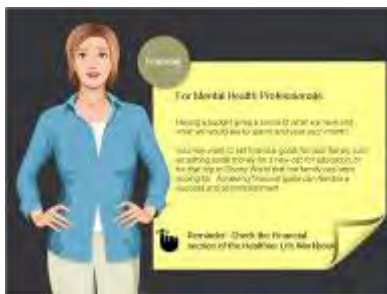 Financial
For Mental Health Professionals
Having a budget gives a sense of what we have and
what we would like to spend and save each month.
You may want to set financial goals for your family, such
as setting aside money for a new car, for education, or
for that trip to Disney World that the family has been
looking for. Achieving financial goals can
success and accomplishment.
Reminder: Check the Financial
section of the Healthier Life Workbook